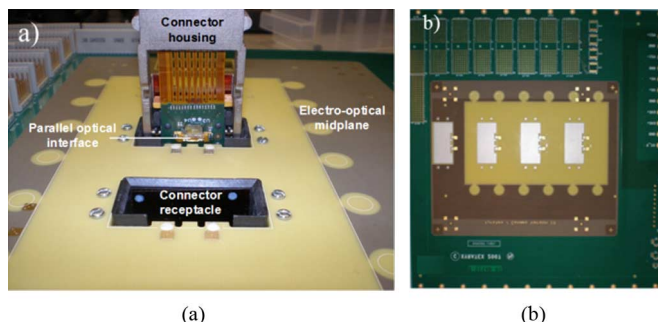 a)
Connector
housing
Parallel optical
interface
Electro-optical
midplane
Connector
receptacle
b)
(a)
(b)